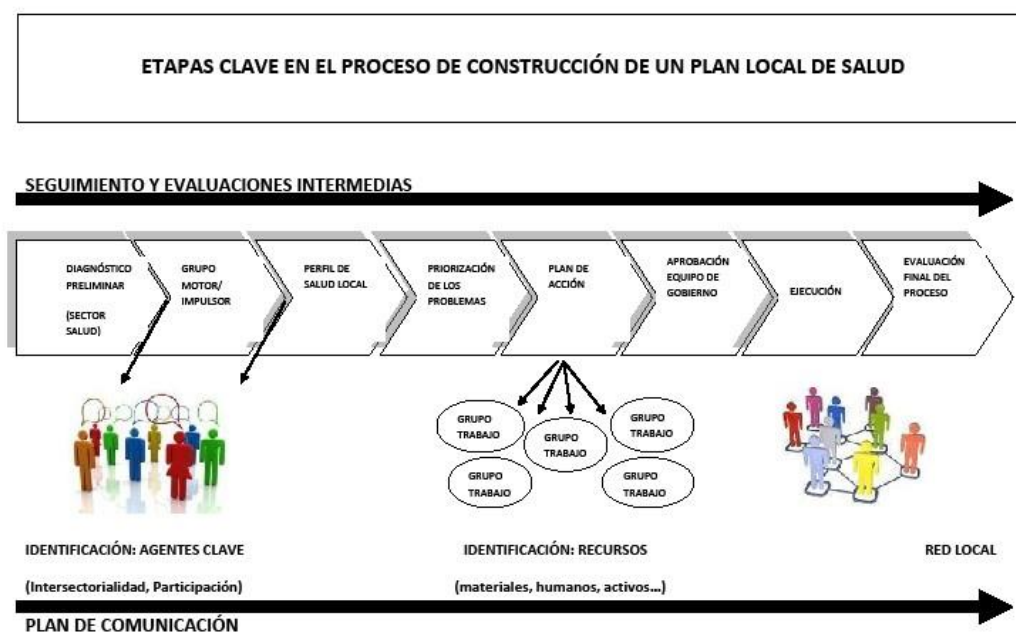 ETAPAS CLAVE EN EL PROCESO DE CONSTRUCCIÓN DE UN PLAN LOCAL DE SALUD
SEGUIMIENTO Y EVALUACIONES INTERMEDIAS
DIAGNÓSTICO
PRELIMINAR
(SECTOR
SALUD)
GRUPO
MOTOR/
IMPULSOR
PERFIL DE
SALUD LOCAL
PRIORIZACIÓN
DE LOS
PROBLEMAS
PLAN DE
ACCIÓN
APROBACIÓN
EQUIPO DE
GOBIERNO
EJECUCIÓN
EVALUACIÓN
FINAL DEL
PROCESO
GRUPO
TRABAJO
GRUPO
TRABAJO
GRUPO
TRABAJO
GRUPO
TRABAJO
GRUPO
TRABAJO
IDENTIFICACIÓN: AGENTES CLAVE
(Intersectorialidad, Participación)
IDENTIFICACIÓN: RECURSOS
(materiales, humanos, activos...)
RED LOCAL
PLAN DE COMUNICACIÓN